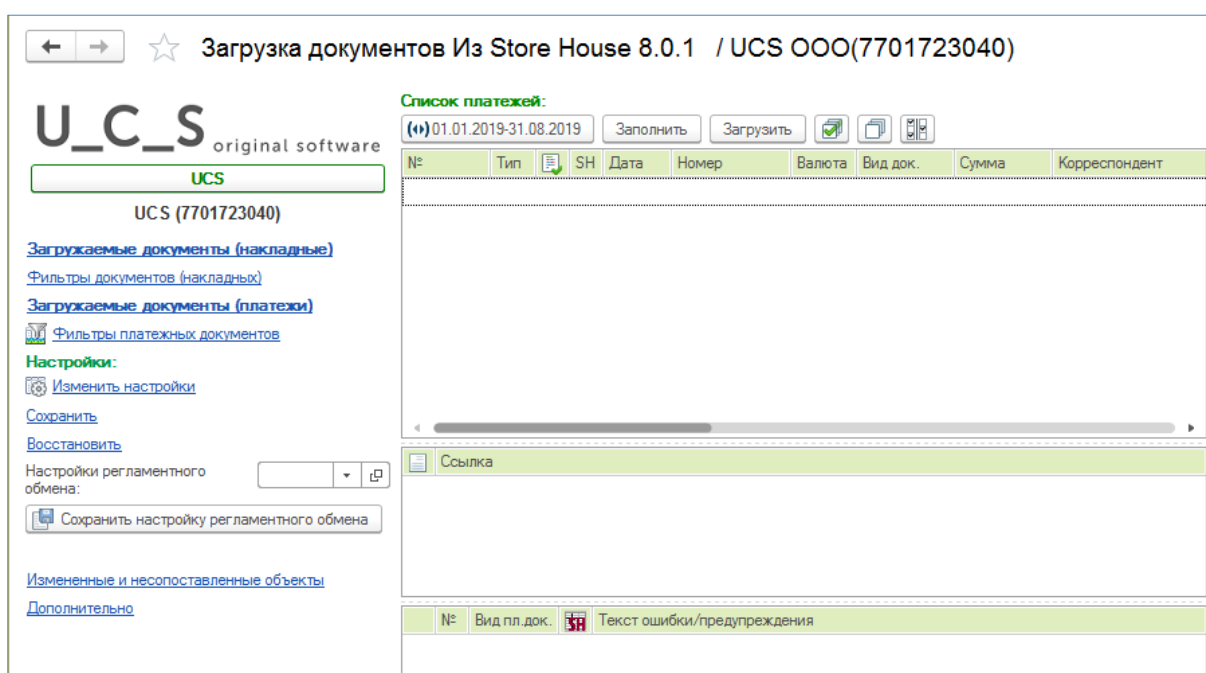 Загрузка документов Из Store House 8.0.1 / UCS ООО(7701723040)
U_C_S original software
UCS
UCS (7701723040)
Загружаемые документы (накладные)
Фильтры документов (накладных)
Загружаемые документы (платежи)
Фильтры платежных документов
Настройки:
Изменить настройки
Сохранить
Восстановить
Настройки регламентного
обмена:
Сохранить настройку регламентного обмена
Измененные и несопоставленные объекты
Дополнительно
Список платежей:
01.01.2019-31.08.2019 Заполнить Загрузить
№ Тип SH Дата Номер Валюта Вид док. Сумма Корреспондент
Ссылка
№ Вид пл.док. SH Текст ошибки/предупреждения